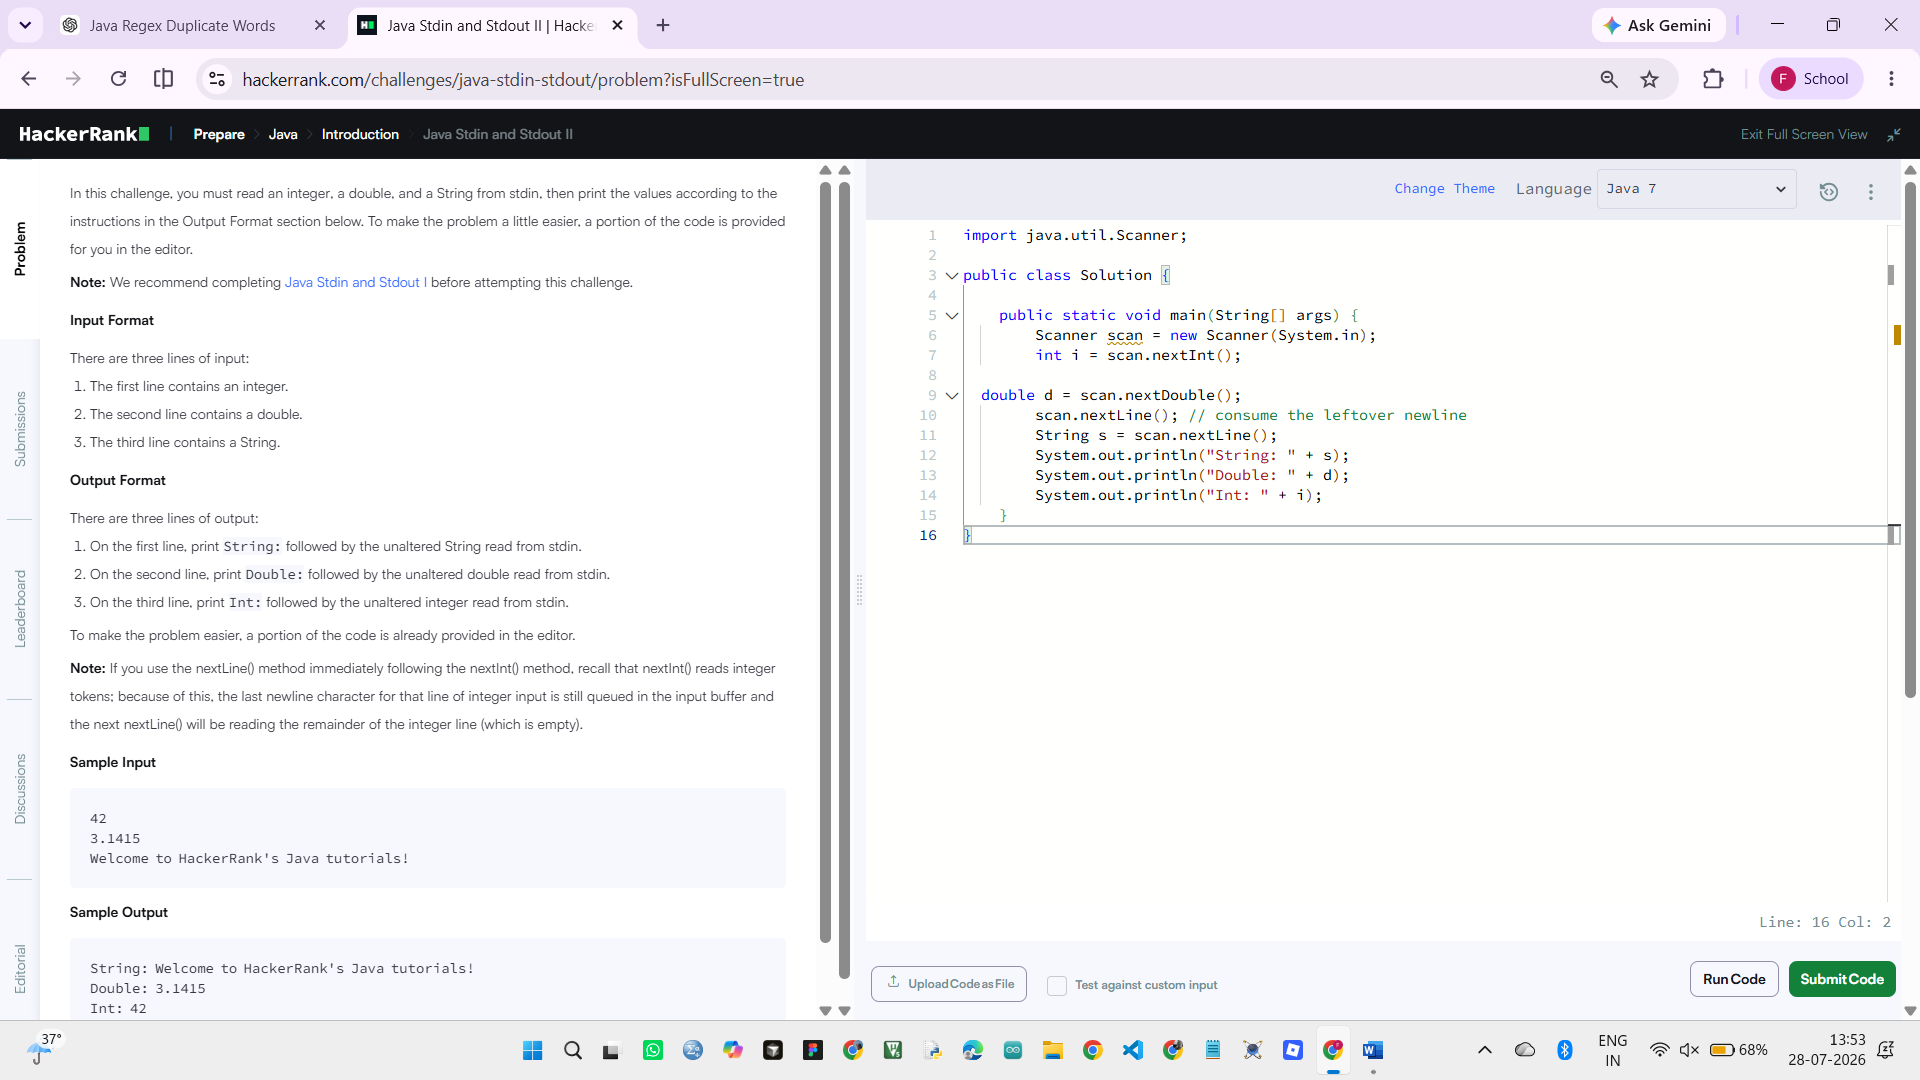 Java Regex Duplicate Words
Java Stdin and Stdout II | Hacke
Ask Gemini
hackerrank.com/challenges/java-stdin-stdout/problem?isFullScreen=true
F School
HackerRank
Prepare
Java
Introduction
Java Stdin and Stdout II
Exit Full Screen View
Problem
Submissions
Leaderboard
Discussions
Editorial
In this challenge, you must read an integer, a double, and a String from stdin, then print the values according to the
instructions in the Output Format section below. To make the problem a little easier, a portion of the code is provided
for you in the editor.
Note: We recommend completing Java Stdin and Stdout I before attempting this challenge.
Input Format
There are three lines of input:
1. The first line contains an integer.
2. The second line contains a double.
3. The third line contains a String.
Output Format
There are three lines of output:
1. On the first line, print String: followed by the unaltered String read from stdin.
2. On the second line, print Double: followed by the unaltered double read from stdin.
3. On the third line, print Int: followed by the unaltered integer read from stdin.
To make the problem easier, a portion of the code is already provided in the editor.
Note: If you use the nextLine() method immediately following the nextInt() method, recall that nextInt() reads integer
tokens; because of this, the last newline character for that line of integer input is still queued in the input buffer and
the next nextLine() will be reading the remainder of the integer line (which is empty).
Sample Input
42
3.1415
Welcome to HackerRank's Java tutorials!
Sample Output
String: Welcome to HackerRank's Java tutorials!
Double: 3.1415
Int: 42
Change Theme
Language
Java 7
1 import java.util.Scanner;
2
3 public class Solution {
4
5 public static void main(String[] args) {
6 Scanner scan = new Scanner(System.in);
7 int i = scan.nextInt();
8
9 double d = scan.nextDouble();
10 scan.nextLine(); // consume the leftover newline
11 String s = scan.nextLine();
12 System.out.println("String: " + s);
13 System.out.println("Double: " + d);
14 System.out.println("Int: " + i);
15 }
16 }
Line: 16 Col: 2
Upload Code as File
Test against custom input
Run Code
Submit Code
37°
ENG
IN
68%
13:53
28-07-2026